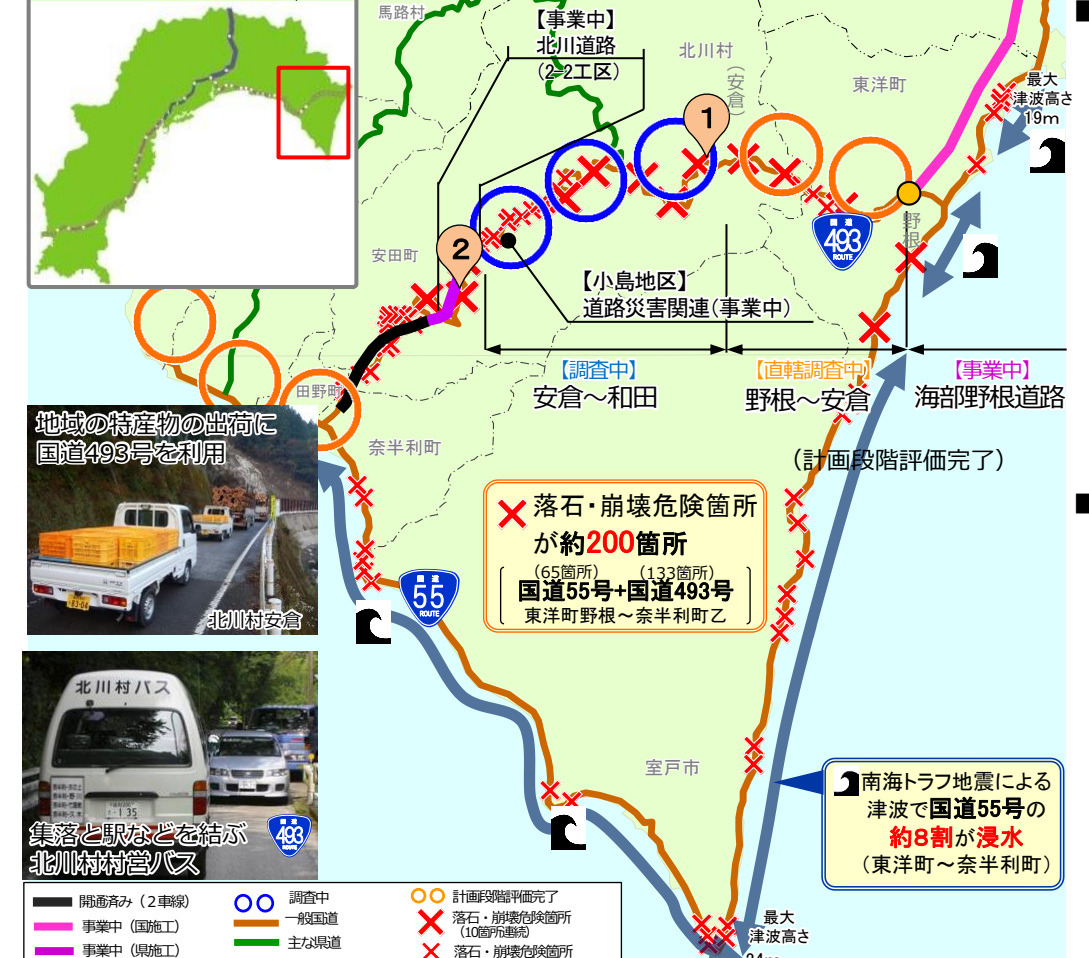 馬路村
【事業中】
北川道路
(2-2工区)
北川村
(安倉)
東洋町
最大
津波高さ
19m
1
国道
493
ROUTE
野根
安田町
2
【小島地区】
道路災害関連(事業中)
【調査中】
安倉～和田
【直轄調査中】
野根～安倉
【事業中】
海部野根道路
(計画段階評価完了)
田野町
奈半利町
地域の特産物の出荷に
国道493号を利用
北川村安倉
落石・崩壊危険箇所
が約200箇所
(65箇所) (133箇所)
国道55号+国道493号
東洋町野根～奈半利町乙
国道
55
ROUTE
北川村バス
集落と駅などを結ぶ
北川村村営バス
国道
493
ROUTE
室戸市
南海トラフ地震による
津波で国道55号の
約8割が浸水
(東洋町～奈半利町)
最大
津波高さ
開通済み(2車線)
調査中
計画段階評価完了
事業中(国施工)
一般国道
落石・崩壊危険箇所
(10箇所連続)
事業中(県施工)
主な県道
落石・崩壊危険箇所